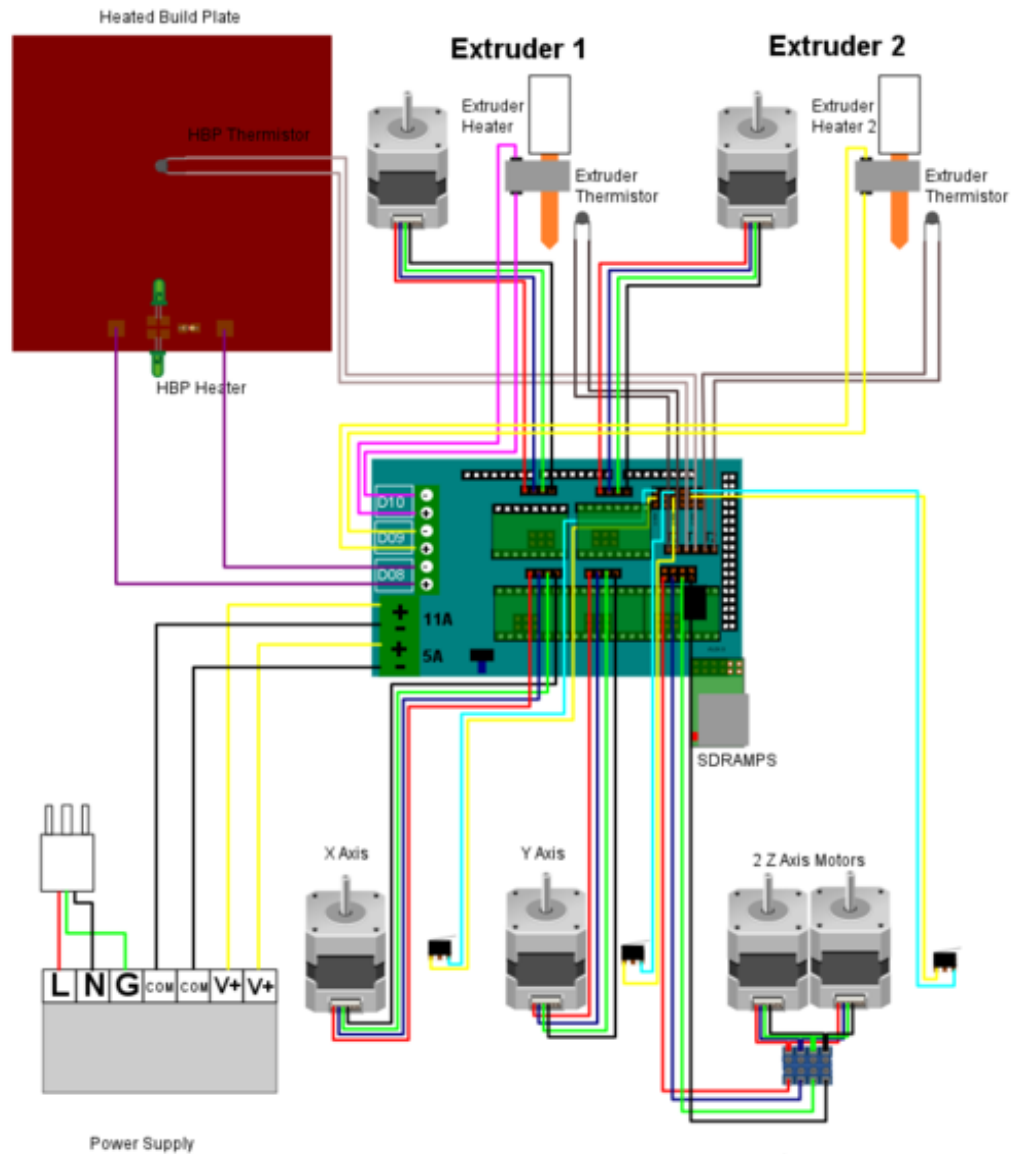 Heated Build Plate
Extruder 1
Extruder 2
Extruder
Heater
Extruder
Heater 2
HBP Thermistor
Extruder
Thermistor
Extruder
Thermistor
HBP Heater
D10
-
+
D09
-
+
D08
-
+
+
-
11A
+
-
5A
SDRAMPS
X Axis
Y Axis
2 Z Axis Motors
L N G COM COM V+ V+
Power Supply